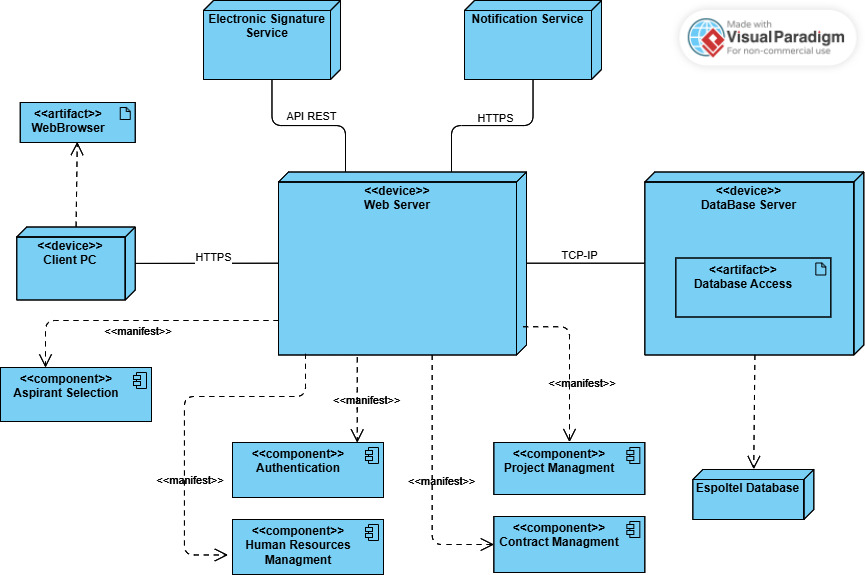 Electronic Signature
Service
Notification Service
Made with
Visual Paradigm
For non-commercial use
API REST
HTTPS
<<artifact>>
WebBrowser
<<device>>
Web Server
<<device>>
DataBase Server
<<device>>
Client PC
HTTPS
TCP-IP
<<artifact>>
Database Access
<<manifest>>
<<component>>
Aspirant Selection
<<manifest>>
<<manifest>>
<<component>>
Authentication
<<component>>
Project Managment
<<manifest>>
<<manifest>>
Espoltel Database
<<component>>
Human Resources
Managment
<<component>>
Contract Managment